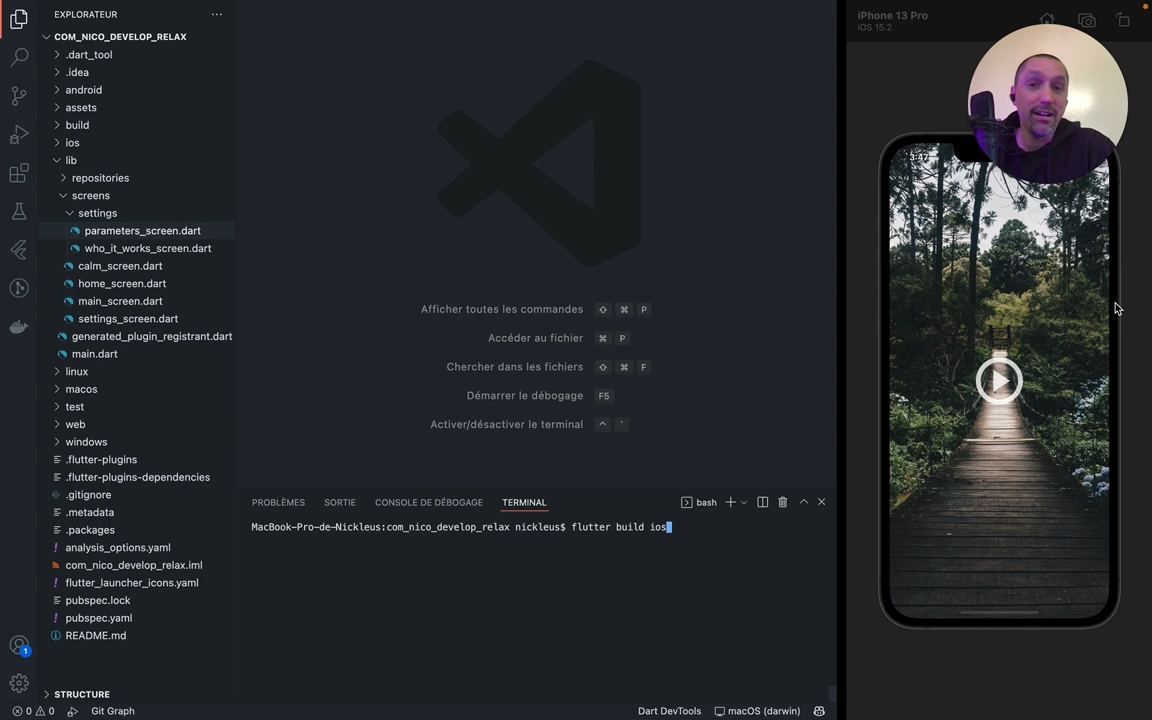 EXPLORATEUR
COM_NICO_DEVELOP_RELAX
.dart_tool
.idea
android
assets
build
ios
lib
repositories
screens
settings
parameters_screen.dart
who_it_works_screen.dart
calm_screen.dart
home_screen.dart
main_screen.dart
settings_screen.dart
generated_plugin_registrant.dart
main.dart
linux
macos
test
web
windows
.flutter-plugins
.flutter-plugins-dependencies
.gitignore
.metadata
.packages
analysis_options.yaml
com_nico_develop_relax.iml
flutter_launcher_icons.yaml
pubspec.lock
pubspec.yaml
README.md
STRUCTURE
1
0 0
Git Graph
Afficher toutes les commandes ⇧ ⌘ P
Accéder au fichier ⌘ P
Chercher dans les fichiers ⇧ ⌘ F
Démarrer le débogage F5
Activer/désactiver le terminal ^ `
PROBLÈMES SORTIE CONSOLE DE DÉBOGAGE TERMINAL bash
MacBook-Pro-de-Nickleus:com_nico_develop_relax nickleus$ flutter build ios
Dart DevTools macOS (darwin)
iPhone 13 Pro
iOS 15.2
3:47